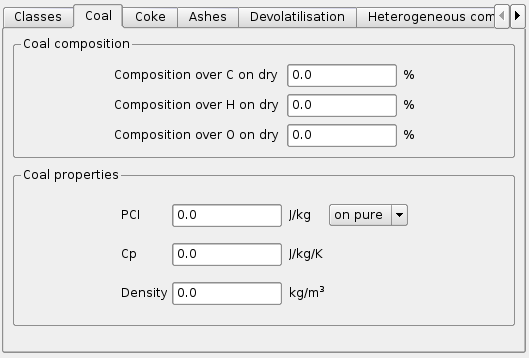 Classes Coal Coke Ashes Devolatilisation Heterogeneous com
Coal composition
Composition over C on dry 0.0 %
Composition over H on dry 0.0 %
Composition over O on dry 0.0 %
Coal properties
PCI 0.0 J/kg on pure
Cp 0.0 J/kg/K
Density 0.0 kg/m³